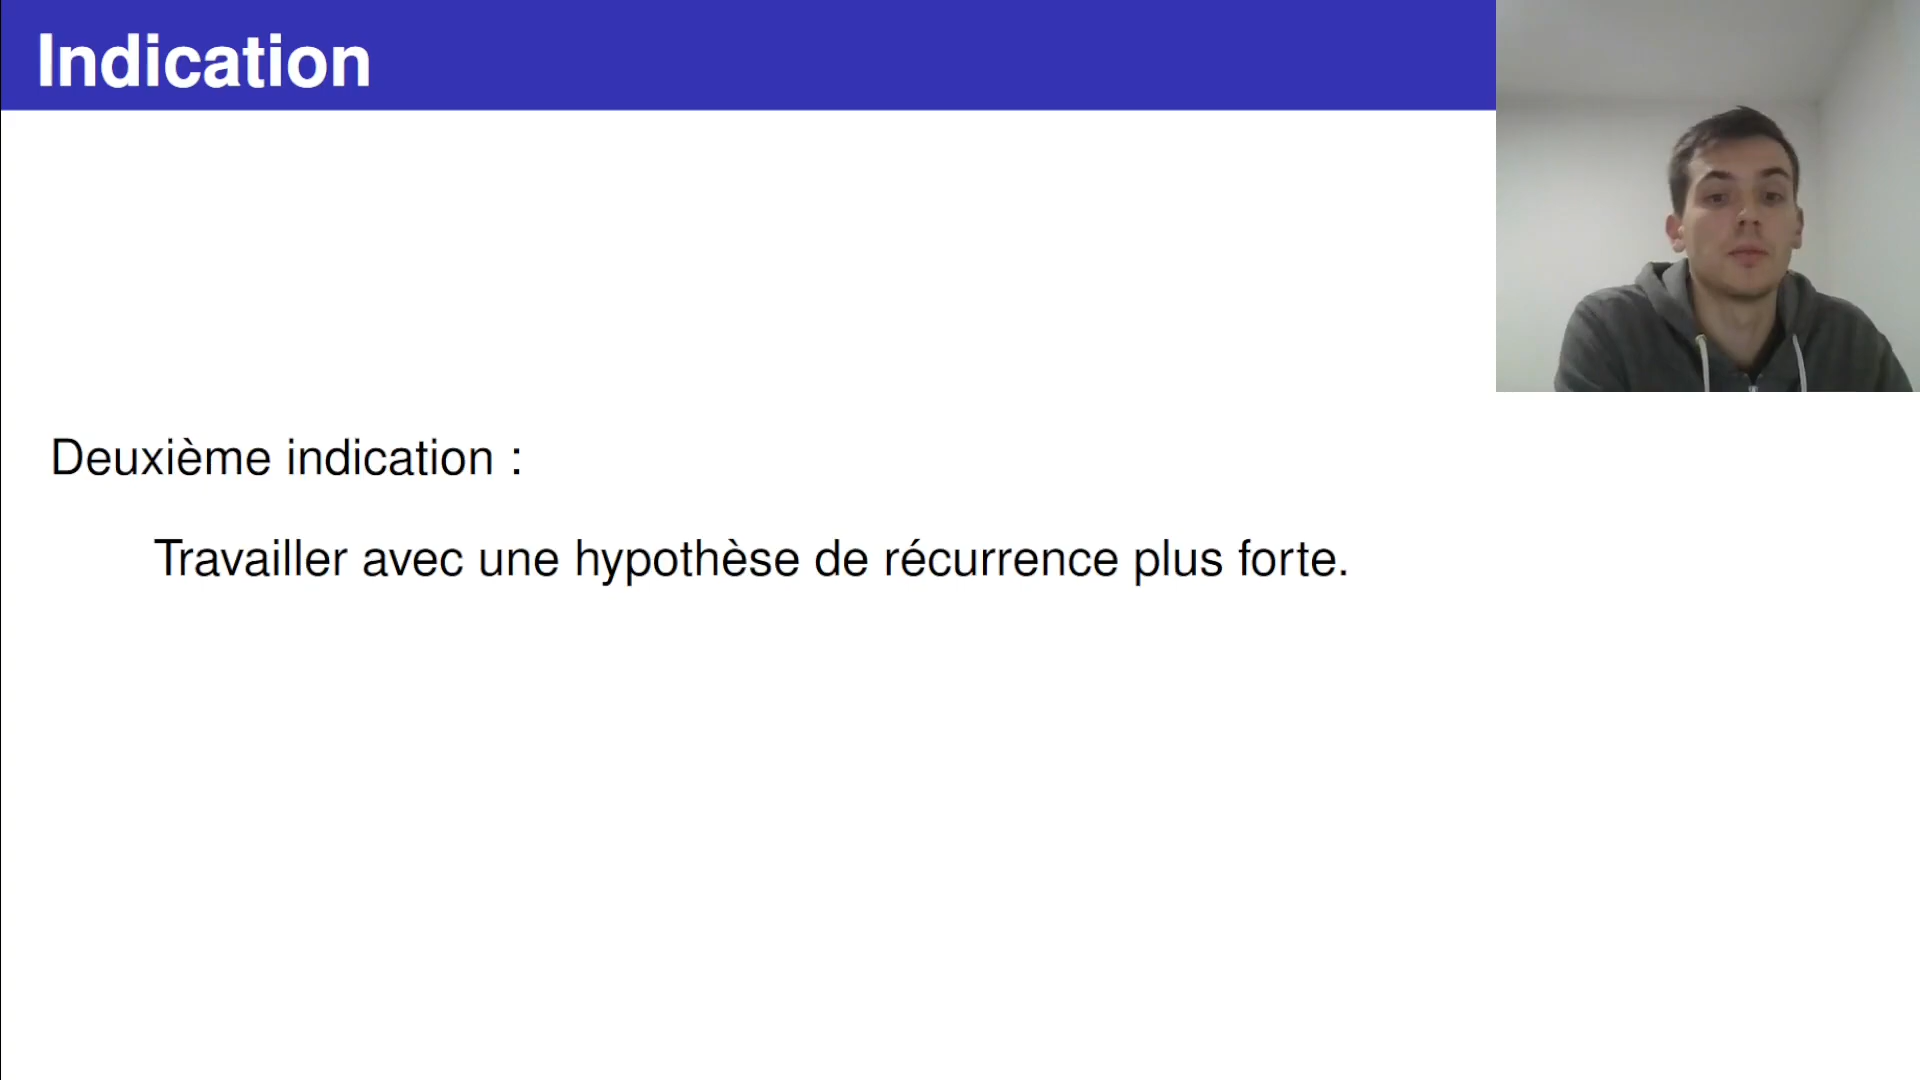 Indication
Deuxième indication :
Travailler avec une hypothèse de récurrence plus forte.